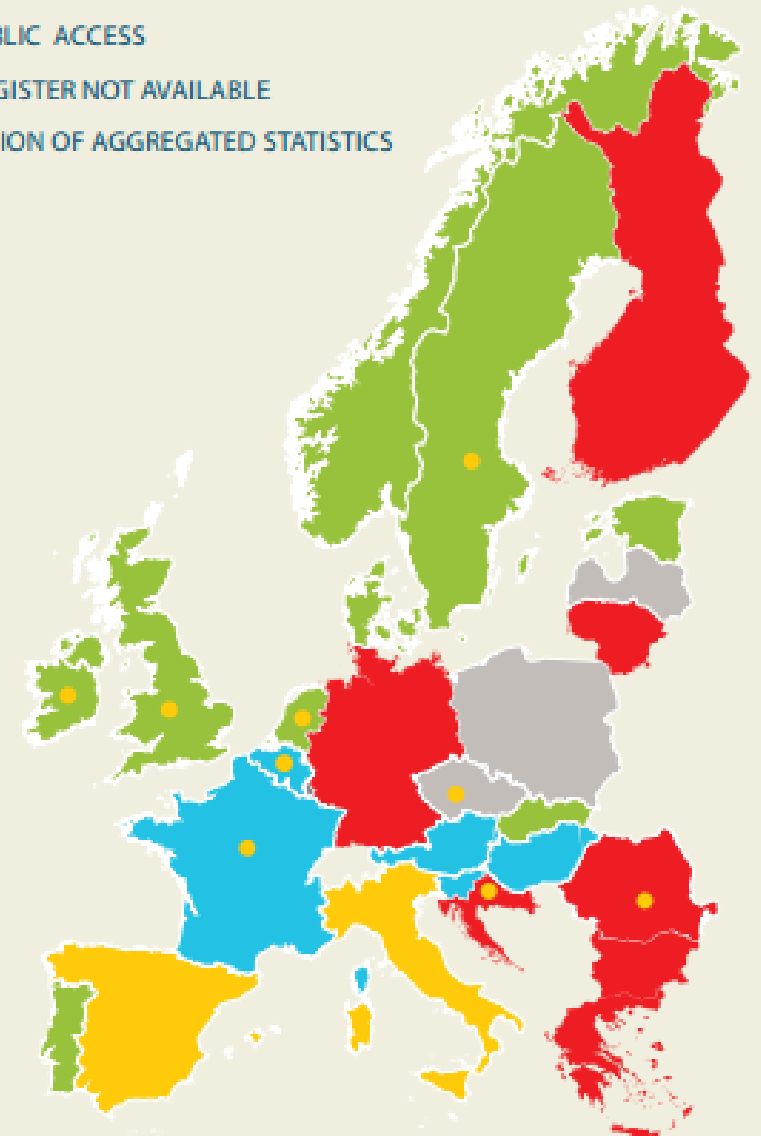 BLIC ACCESS
GISTER NOT AVAILABLE
ION OF AGGREGATED STATISTICS